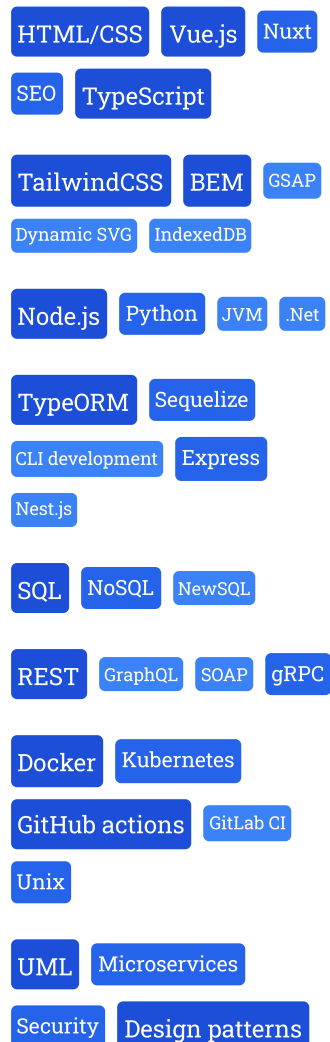 HTML/CSS Vue.js Nuxt
SEO TypeScript
TailwindCSS BEM GSAP
Dynamic SVG IndexedDB
Node.js Python JVM .Net
TypeORM Sequelize
CLI development Express
Nest.js
SQL NoSQL NewSQL
REST GraphQL SOAP gRPC
Docker Kubernetes
GitHub actions GitLab CI
Unix
UML Microservices
Security Design patterns